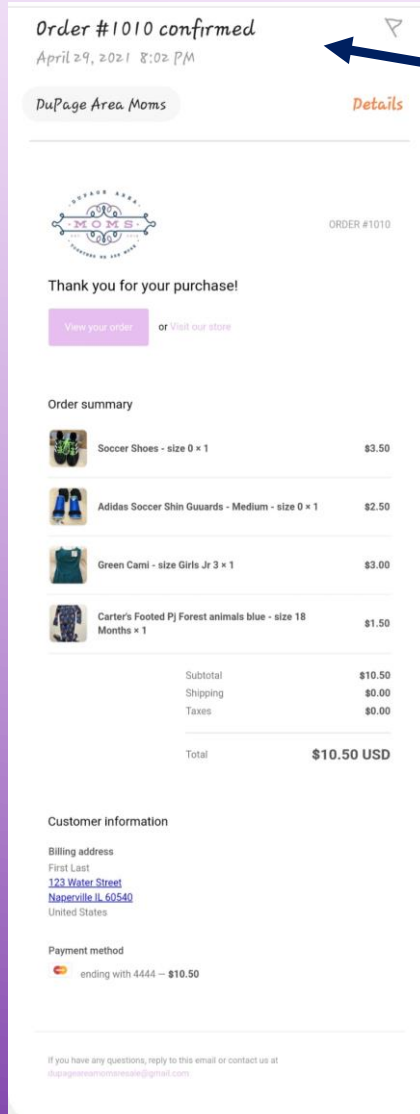 Order #1010 confirmed
April 29, 2021 8:02 PM
DuPage Area Moms
Details
DUPAGE AREA
MOMS
ORDER #1010
Thank you for your purchase!
View your order or Visit our store
Order summary
Soccer Shoes - size 0 × 1 $3.50
Adidas Soccer Shin Guuards - Medium - size 0 × 1 $2.50
Green Cami - size Girls Jr 3 × 1 $3.00
Carter's Footed Pj Forest animals blue - size 18
Months × 1 $1.50
Subtotal $10.50
Shipping $0.00
Taxes $0.00
Total $10.50 USD
Customer information
Billing address
First Last
123 Water Street
Naperville IL 60540
United States
Payment method
ending with 4444 — $10.50
If you have any questions, reply to this email or contact us at
dupageareamomsresale@gmail.com